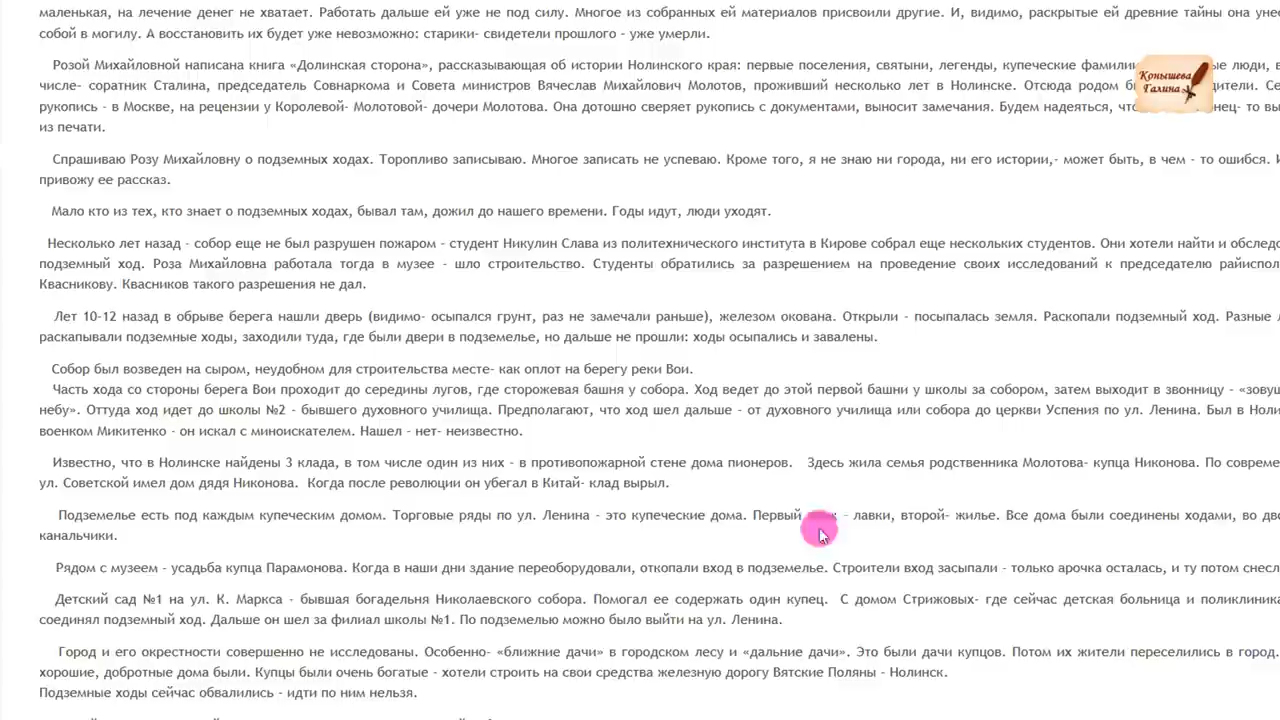 маленькая, на лечение денег не хватает. Работать дальше ей уже не под силу. Многое из собранных ей материалов присвоили другие. И, видимо, раскрытые ей древние тайны она
собой в могилу. А восстановить их будет уже невозможно: старики- свидетели прошлого - уже умерли.
Розой Михайловной написана книга «Долинская сторона», рассказывающая об истории Нолинского края: первые поселения, святыни, легенды, купеческие люди,
числе- соратник Сталина, председатель Совнаркома и Совета министров Вячеслав Михайлович Молотов, проживший несколько лет в Нолинске. Отсюда родом
рукопись - в Москве, на рецензии у Королевой- Молотовой- дочери Молотова. Она дотошно сверяет рукопись с документами, выносит замечания. Будем надеяться, то
из печати.
Конышева
Галина
Спрашиваю Розу Михайловну о подземных ходах. Торопливо записываю. Многое записать не успеваю. Кроме того, я не знаю ни города, ни его истории,- может быть, в чем - то ошибся.
привожу ее рассказ.
Мало кто из тех, кто знает о подземных ходах, бывал там, дожил до нашего времени. Годы идут, люди уходят.
Несколько лет назад - собор еще не был разрушен пожаром - студент Никулин Слава из политехнического института в Кирове собрал еще нескольких студентов. Они хотели найти и
подземный ход. Роза Михайловна работала тогда в музее - шло строительство. Студенты обратились за разрешением на проведение своих исследований к председателю
Квасникову. Квасников такого разрешения не дал.
Лет 10-12 назад в обрыве берега нашли дверь (видимо- осыпался грунт, раз не замечали раньше), железом окована. Открыли - посыпалась земля. Раскопали подземный ход. Разные
раскапывали подземные ходы, заходили туда, где были двери в подземелье, но дальше не прошли: ходы осыпались и завалены.
Собор был возведен на сыром, неудобном для строительства месте- как оплот на берегу реки Вои.
Часть хода со стороны берега Вои проходит до середины лугов, где сторожевая башня у собора. Ход ведет до этой первой башни у школы за собором, затем выходит в звонницу -
небу». Оттуда ход идет до школы №2 - бывшего духовного училища. Предполагают, что ход шел дальше - от духовного училища или собора до церкви Успения по ул. Ленина. Был в
военком Микитенко - он искал с миноискателем. Нашел - нет- неизвестно.
Известно, что в Нолинске найдены 3 клада, в том числе один из них - в противопожарной стене дома пионеров. Здесь жила семья родственника Молотова- купца Никонова. По
ул. Советской имел дом дядя Никонова. Когда после революции он убегал в Китай- клад вырыл.
Подземелье есть под каждым купеческим домом. Торговые ряды по ул. Ленина - это купеческие дома. Первый - лавки, второй- жилье. Все дома были соединены ходами, во
канальчики.
Рядом с музеем - усадьба купца Парамонова. Когда в наши дни здание переоборудовали, откопали вход в подземелье. Строители вход засыпали - только арочка осталась, и ту потом
Детский сад №1 на ул. К. Маркса - бывшая богадельня Николаевского собора. Помогал ее содержать один купец. С домом Стрижовых- где сейчас детская больница и
соединял подземный ход. Дальше он шел за филиал школы №1. По подземелью можно было выйти на ул. Ленина.
Город и его окрестности совершенно не исследованы. Особенно- «ближние дачи» в городском лесу и «дальние дачи». Это были дачи купцов. Потом их жители переселились в город.
хорошие, добротные дома были. Купцы были очень богатые - хотели строить на свои средства железную дорогу Вятские Поляны - Нолинск.
Подземные ходы сейчас обвалились - идти по ним нельзя.